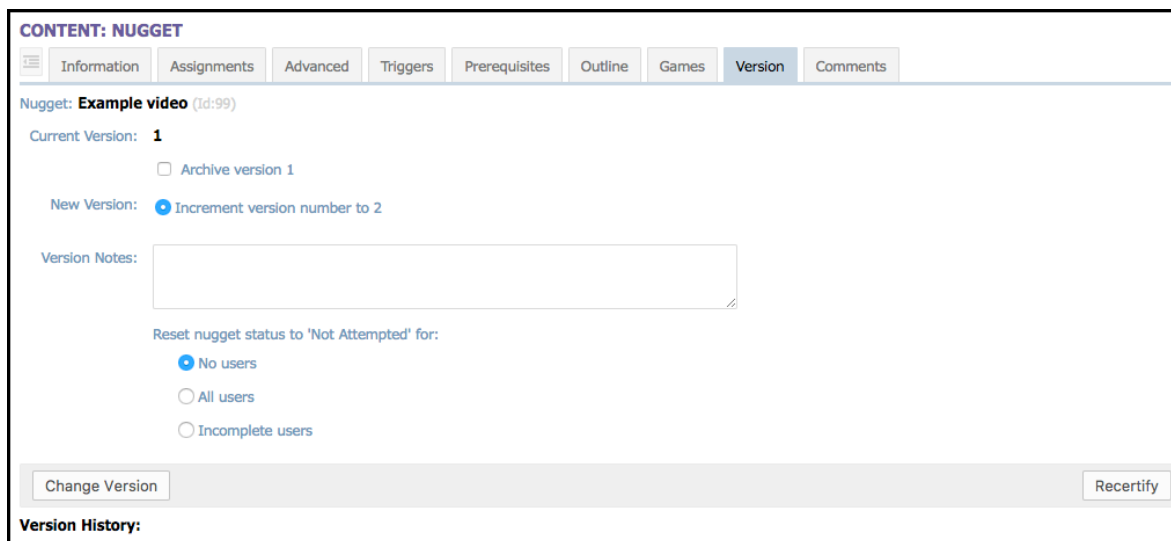 CONTENT: NUGGET
Information Assignments Advanced Triggers Prerequisites Outline Games Version Comments
Nugget: Example video (Id:99)
Current Version: 1
Archive version 1
New Version: Increment version number to 2
Version Notes:
Reset nugget status to 'Not Attempted' for:
No users
All users
Incomplete users
Change Version Recertify
Version History: